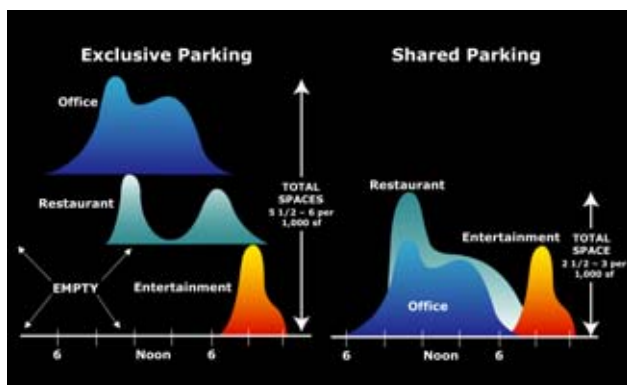 Exclusive Parking
Office
Restaurant
EMPTY
Entertainment
TOTAL
SPACES
5 1/2 - 6 per
1,000 sf
6
Noon
6
Shared Parking
Restaurant
Entertainment
Office
TOTAL
SPACE
2 1/2 - 3 per
1,000 sf
6
Noon
6